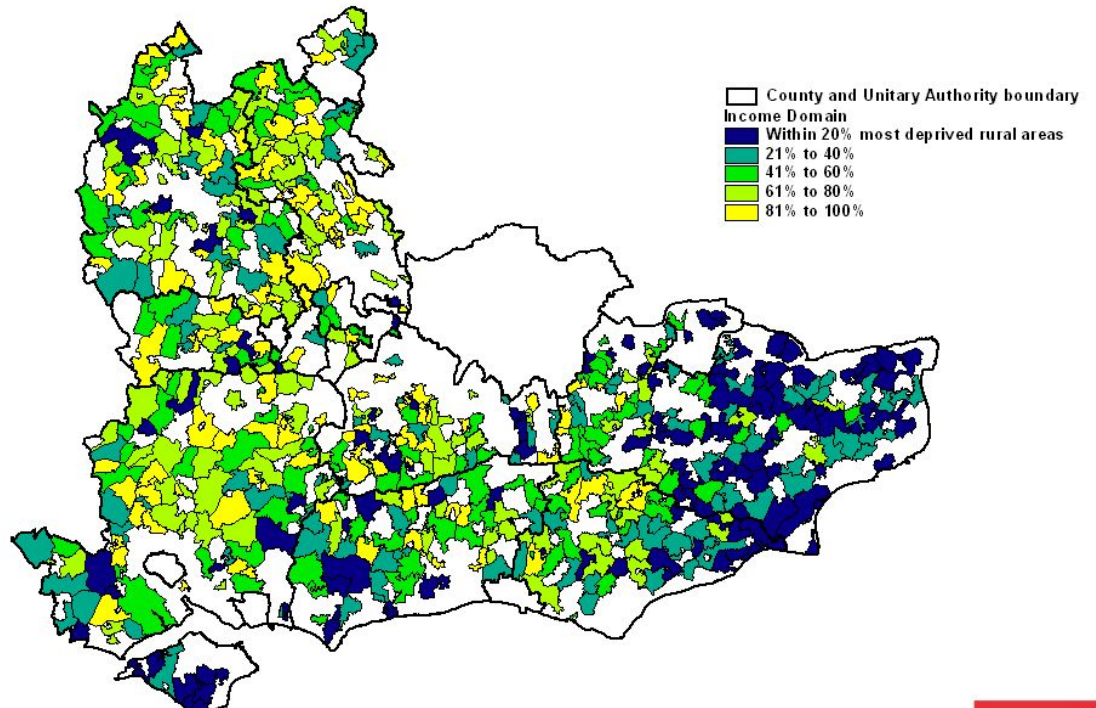 County and Unitary Authority boundary
Income Domain
Within 20% most deprived rural areas
21% to 40%
41% to 60%
61% to 80%
81% to 100%